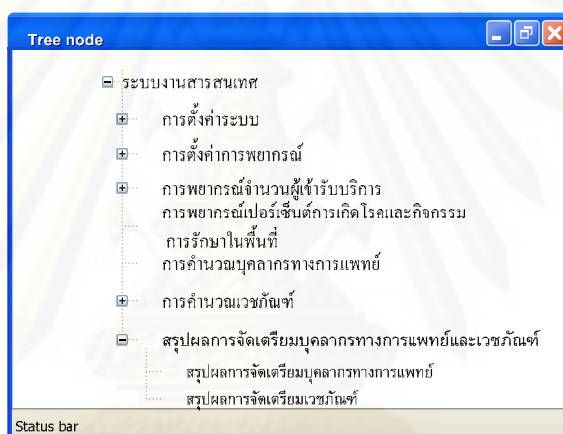 Tree node
ระบบงานสารสนเทศ
การตั้งค่าระบบ
การตั้งค่าการพยากรณ์
การพยากรณ์จำนวนผู้เข้ารับบริการ
การพยากรณ์เปอร์เซ็นต์การเกิดโรคและกิจกรรม
การรักษาในพื้นที่
การคำนวณบุคลากรทางการแพทย์
การคำนวณเวชภัณฑ์
สรุปผลการจัดเตรียมบุคลากรทางการแพทย์และเวชภัณฑ์
สรุปผลการจัดเตรียมบุคลากรทางการแพทย์
สรุปผลการจัดเตรียมเวชภัณฑ์
Status bar